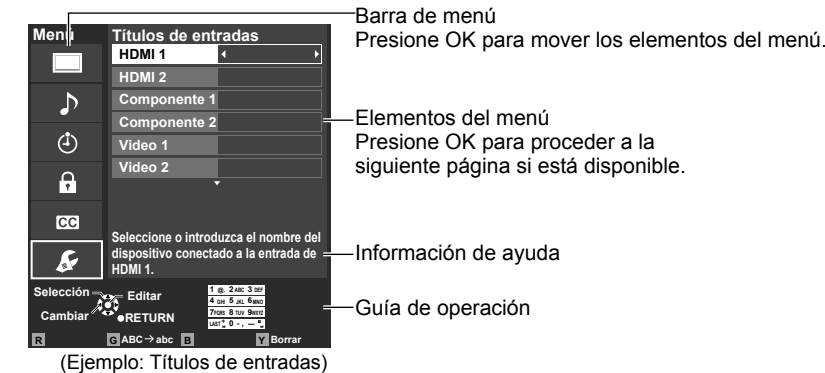 Barra de menú
Presione OK para mover los elementos del menú.
Menú
Títulos de entradas
HDMI 1
HDMI 2
Componente 1
Componente 2
Video 1
Video 2
Elementos del menú
Presione OK para proceder a la
siguiente página si está disponible.
CC
Seleccione o introduzca el nombre del
dispositivo conectado a la entrada de
HDMI 1.
Información de ayuda
Selección
Editar
Cambiar
RETURN
1 @. 2 ABC 3 DEF
4 GHI 5 JKL 6 MNO
7 PQRS 8 TUV 9 WXYZ
LAST 0 - , —
Guía de operación
R G ABC→abc B Y Borrar
(Ejemplo: Títulos de entradas)